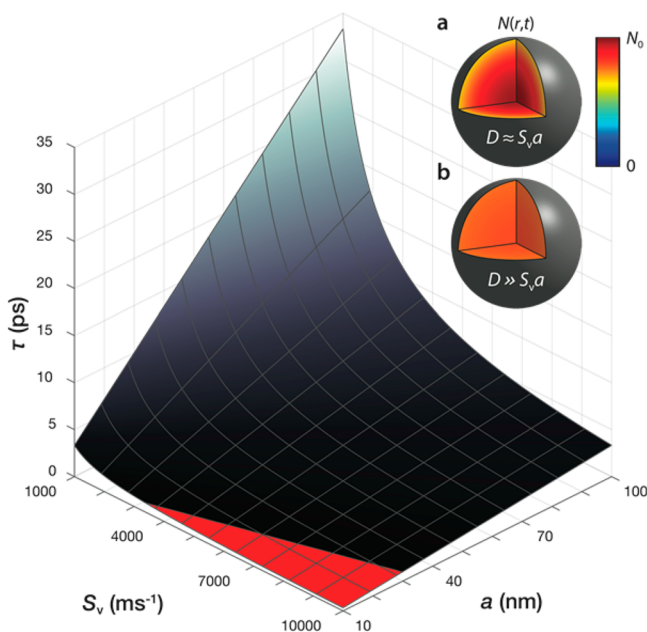 a
N(r,t)
N₀
D ≈ Sᵥa
0
b
D » Sᵥa
35
30
25
20
15
10
5
0
τ (ps)
1000
4000
7000
10000
Sᵥ (ms⁻¹)
100
70
40
10
a (nm)